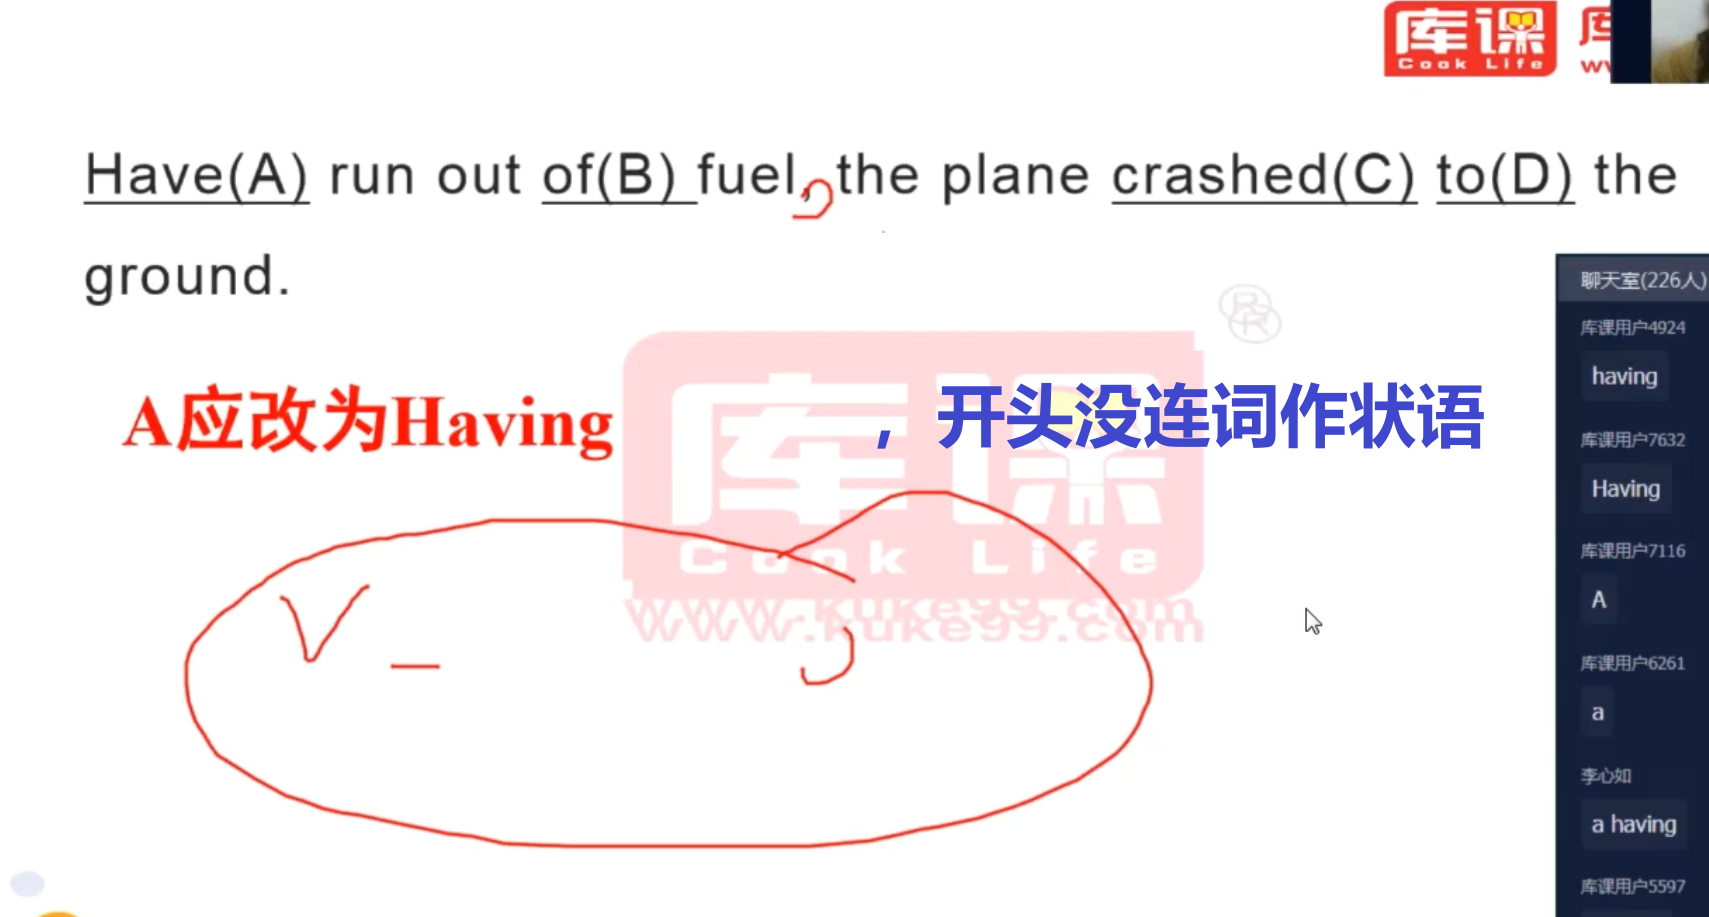 库课
Cook Life
Have(A) run out of(B) fuel, the plane crashed(C) to(D) the
ground.
A应改为Having ，开头没连词作状语
库课
Cook Life
www.kuke99.com
www.kuke99.com
V
聊天室(226人)
库课用户4924
having
库课用户7632
Having
库课用户7116
A
库课用户6261
a
李心如
a having
库课用户5597